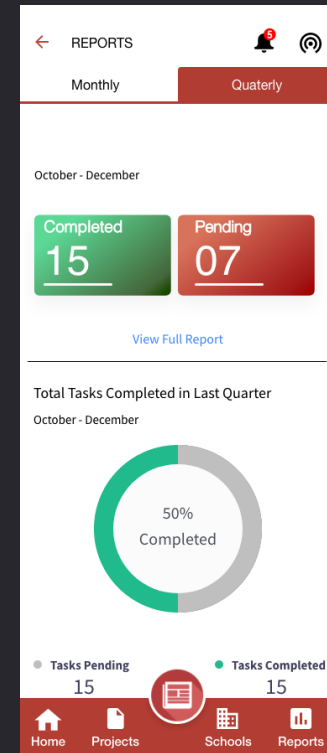 REPORTS
5
Monthly Quaterly
October - December
Completed Pending
15 07
View Full Report
Total Tasks Completed in Last Quarter
October - December
50%
Completed
Tasks Pending Tasks Completed
15 15
Home Projects Schools Reports